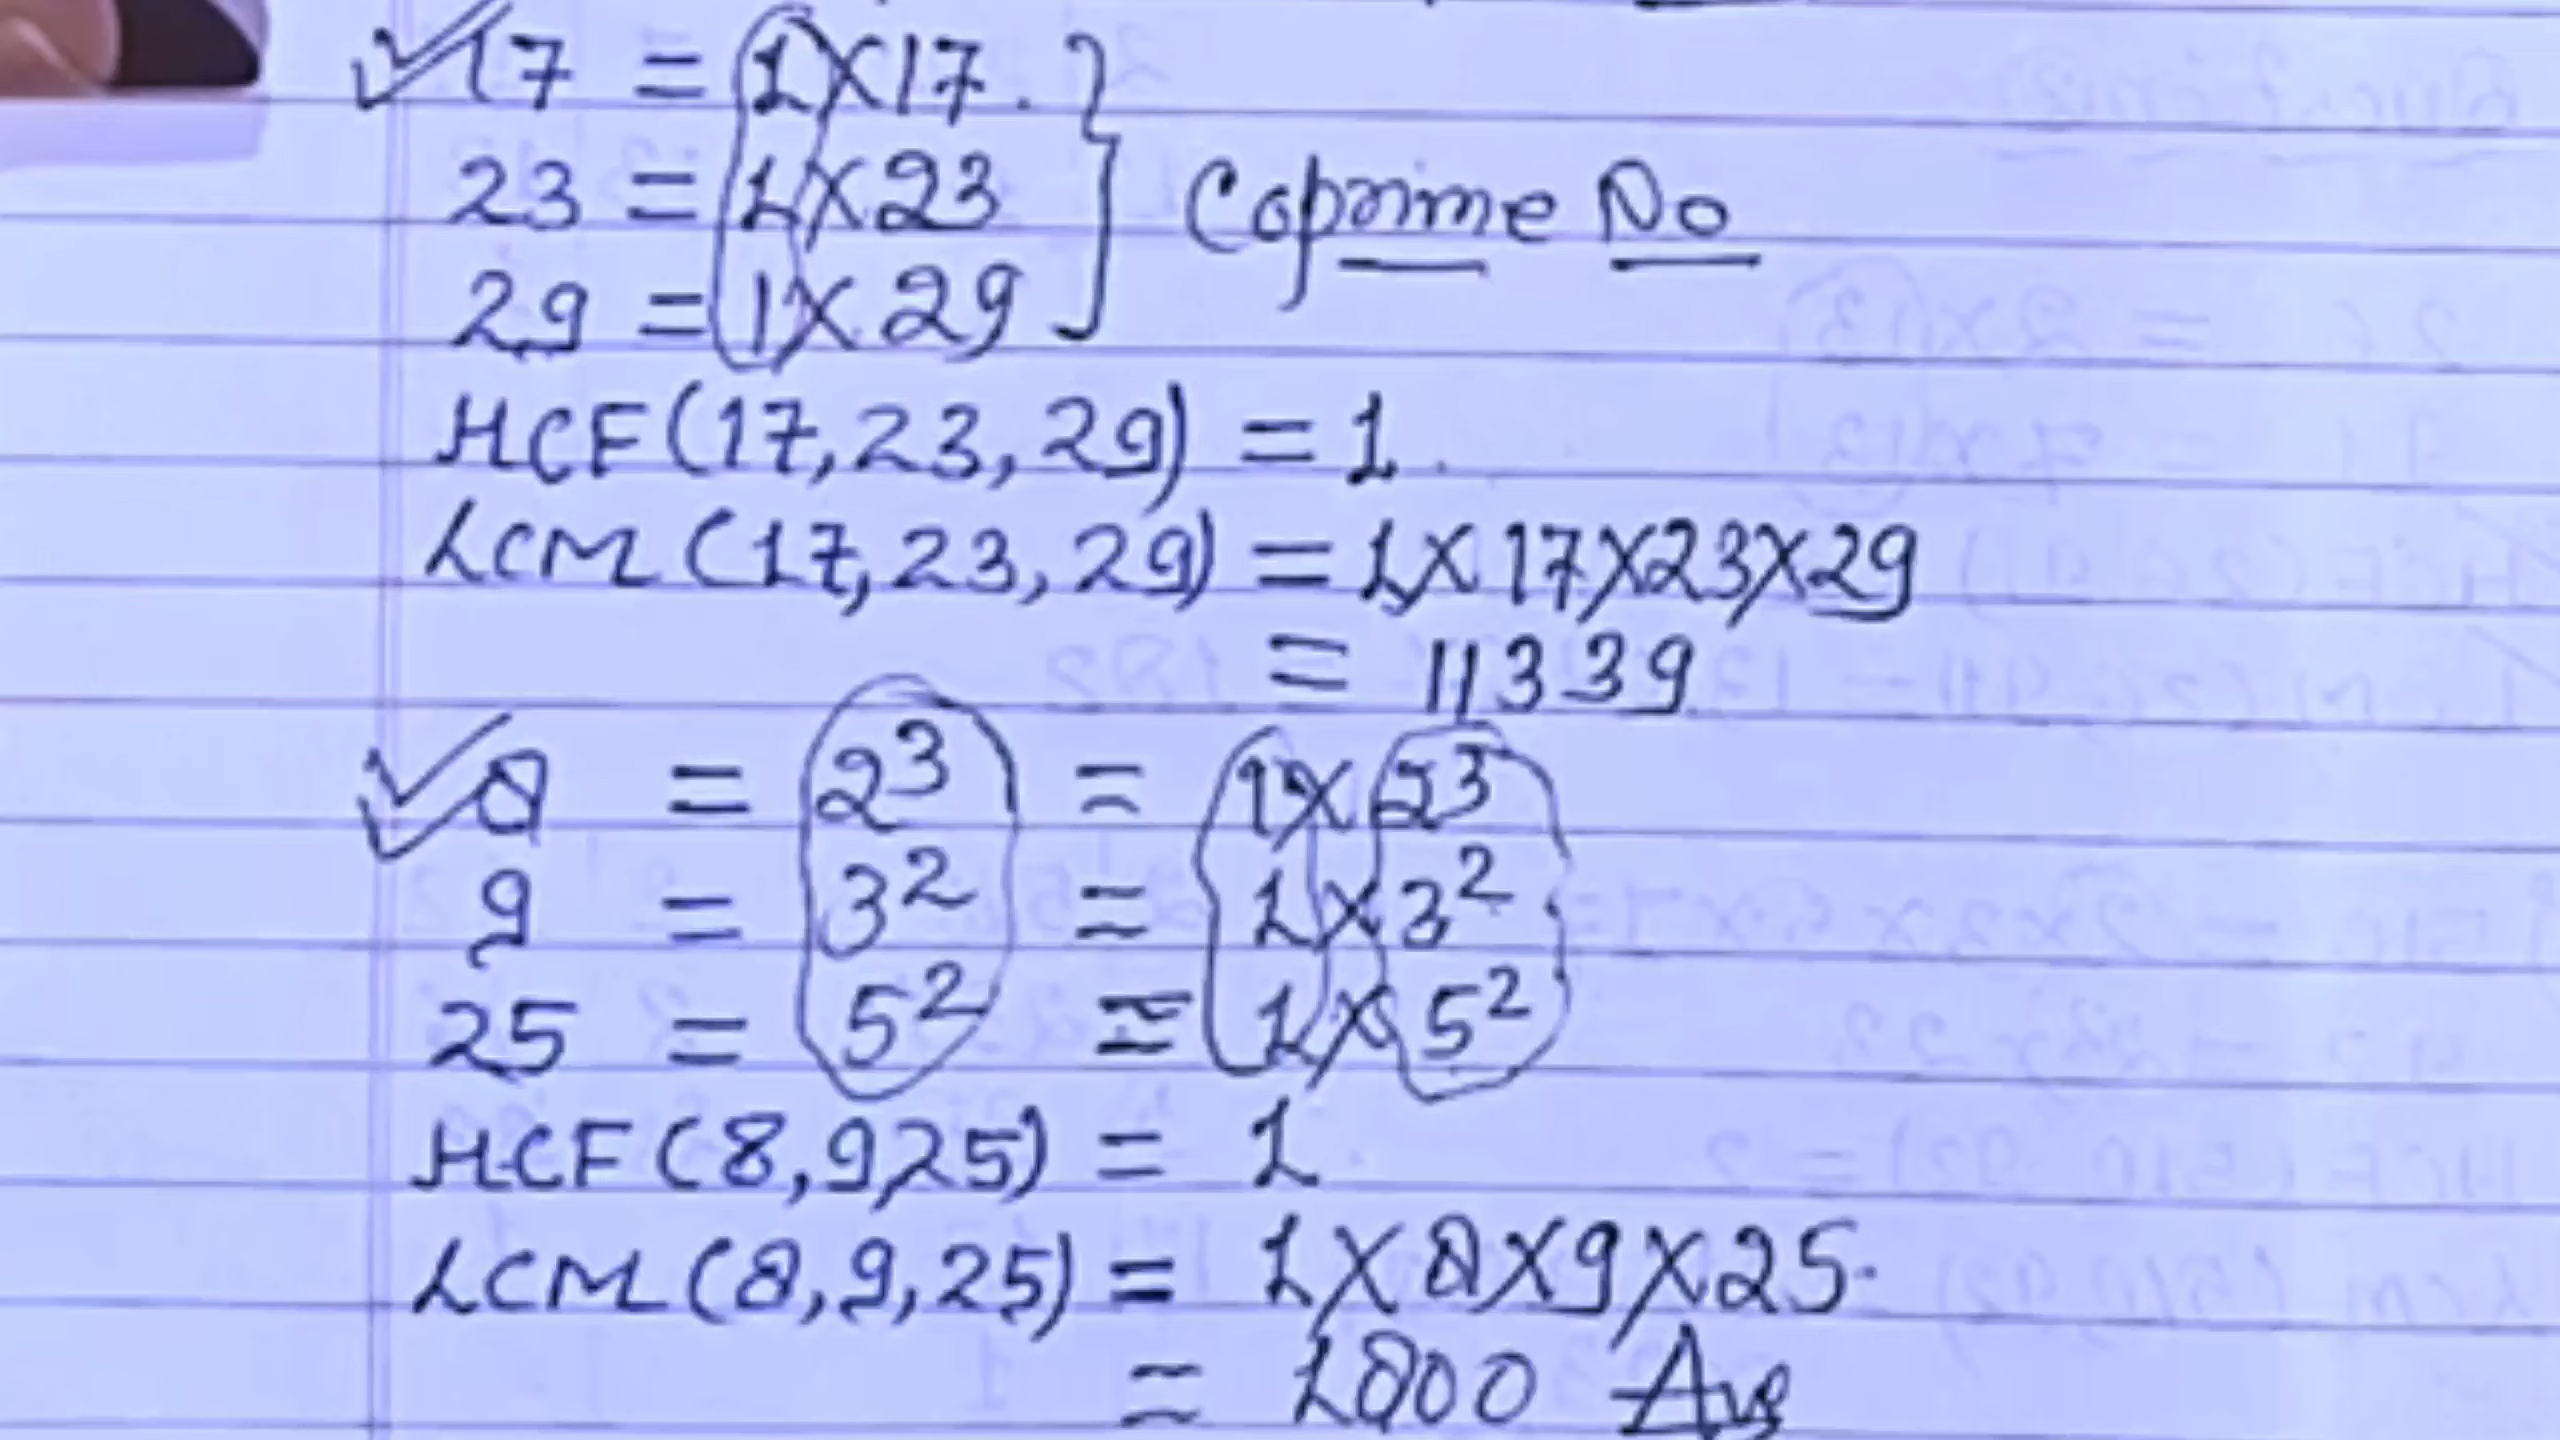 17 = 1×17.
23 = 1×23
29 = 1×29
Coprime No
HCF(17,23,29) = 1.
LCM(17,23,29) = 1×17×23×29
= 11339
8 = 2³ = 1×2³
9 = 3² = 1×3²
25 = 5² = 1×5²
HCF(8,9,25) = 1.
LCM(8,9,25) = 1×8×9×25.
= 1800 Ans